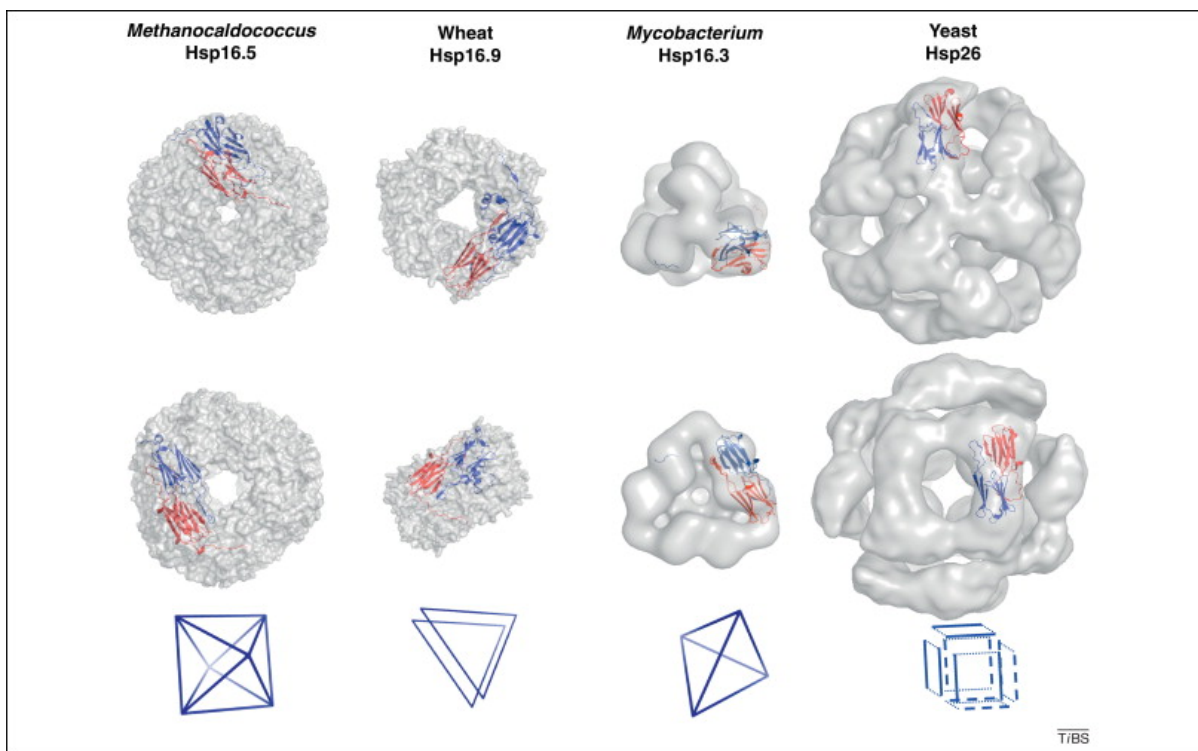 Methanocaldococcus
Hsp16.5
Wheat
Hsp16.9
Mycobacterium
Hsp16.3
Yeast
Hsp26
TiBS